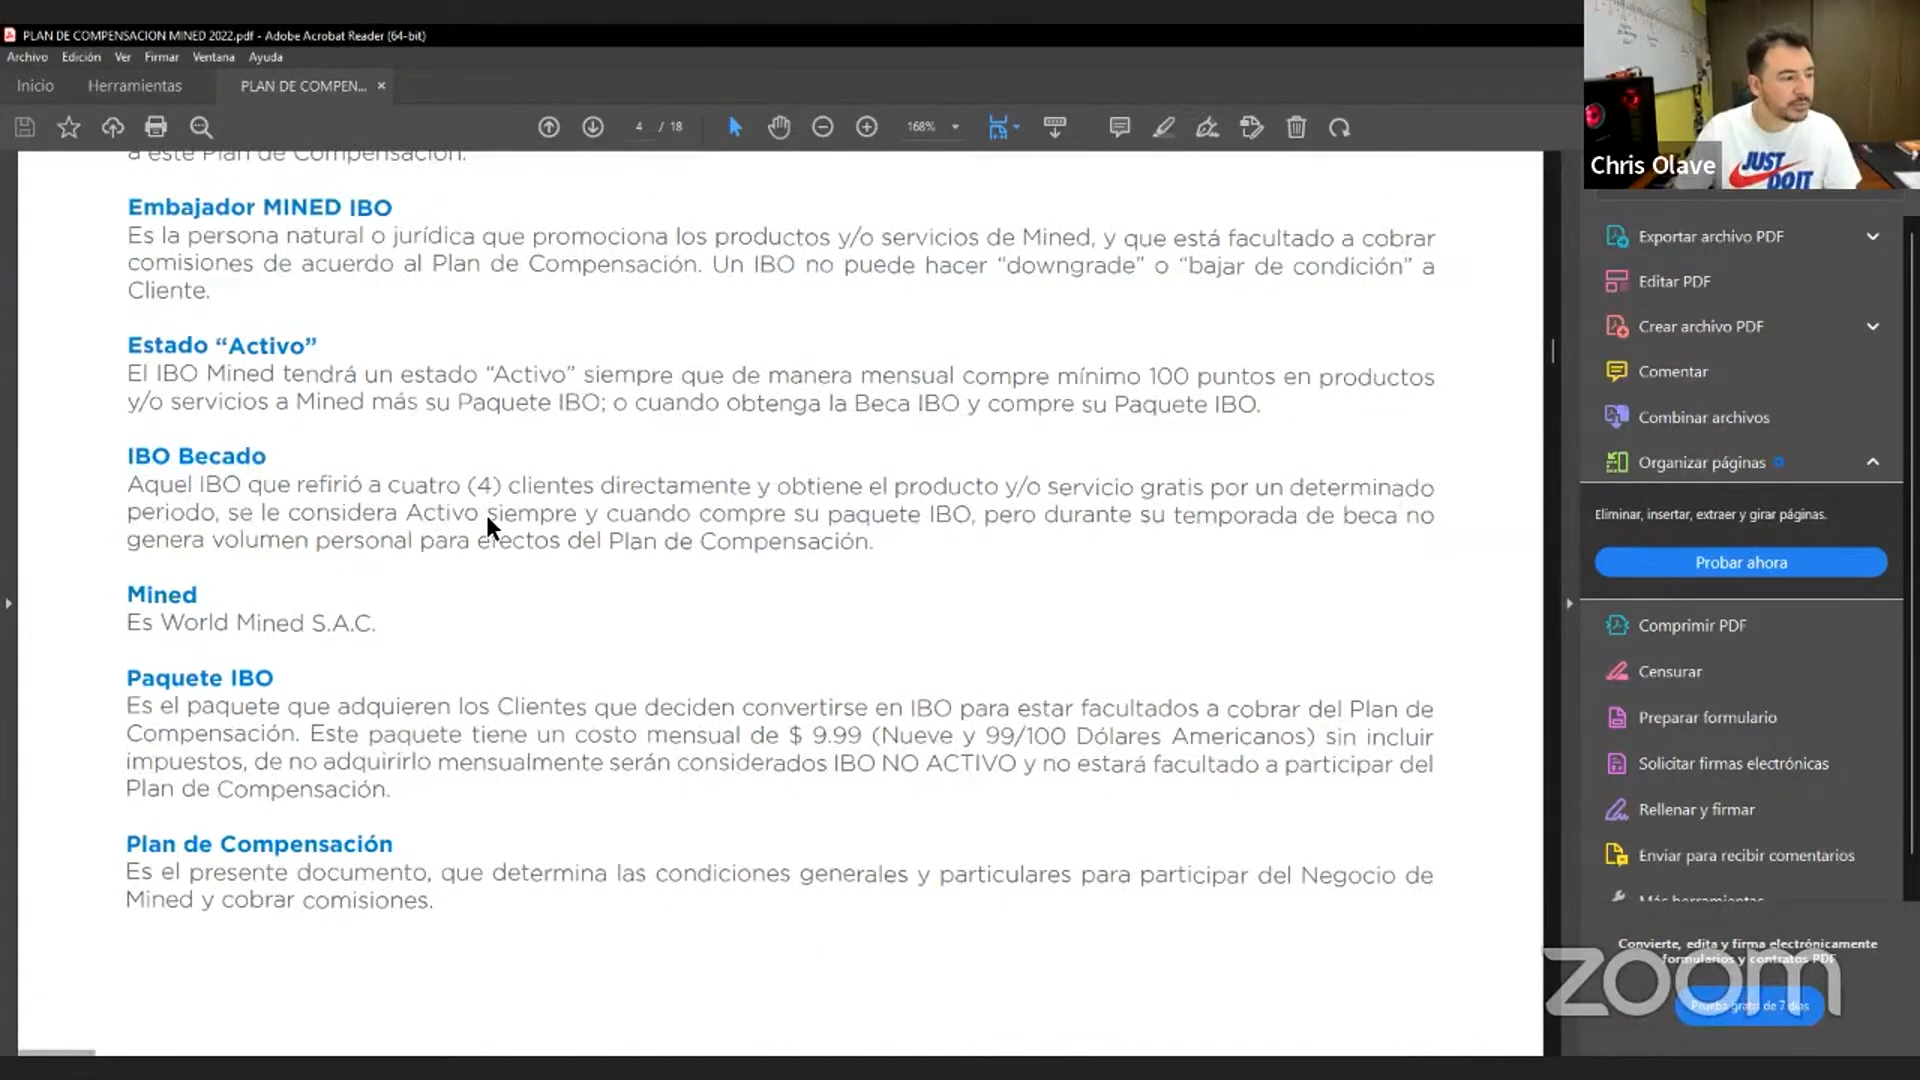 PLAN DE COMPENSACION MINED 2022.pdf - Adobe Acrobat Reader (64-bit)
Archivo Edición Ver Firmar Ventana Ayuda
Inicio Herramientas PLAN DE COMPEN... ×
4 / 18 168%
a este Plan de Compensación.
Embajador MINED IBO
Es la persona natural o jurídica que promociona los productos y/o servicios de Mined, y que está facultado a cobrar
comisiones de acuerdo al Plan de Compensación. Un IBO no puede hacer “downgrade” o “bajar de condición” a
Cliente.
Estado “Activo”
El IBO Mined tendrá un estado “Activo” siempre que de manera mensual compre mínimo 100 puntos en productos
y/o servicios a Mined más su Paquete IBO; o cuando obtenga la Beca IBO y compre su Paquete IBO.
IBO Becado
Aquel IBO que refirió a cuatro (4) clientes directamente y obtiene el producto y/o servicio gratis por un determinado
periodo, se le considera Activo siempre y cuando compre su paquete IBO, pero durante su temporada de beca no
genera volumen personal para efectos del Plan de Compensación.
Mined
Es World Mined S.A.C.
Paquete IBO
Es el paquete que adquieren los Clientes que deciden convertirse en IBO para estar facultados a cobrar del Plan de
Compensación. Este paquete tiene un costo mensual de $ 9.99 (Nueve y 99/100 Dólares Americanos) sin incluir
impuestos, de no adquirirlo mensualmente serán considerados IBO NO ACTIVO y no estará facultado a participar del
Plan de Compensación.
Plan de Compensación
Es el presente documento, que determina las condiciones generales y particulares para participar del Negocio de
Mined y cobrar comisiones.
Chris Olave
JUST
DO IT
Exportar archivo PDF
Editar PDF
Crear archivo PDF
Comentar
Combinar archivos
Organizar páginas
Eliminar, insertar, extraer y girar páginas.
Probar ahora
Comprimir PDF
Censurar
Preparar formulario
Solicitar firmas electrónicas
Rellenar y firmar
Enviar para recibir comentarios
Más herramientas
Convierte, edita y firma electrónicamente
formularios y contratos PDF
Prueba gratis de 7 días
zoom